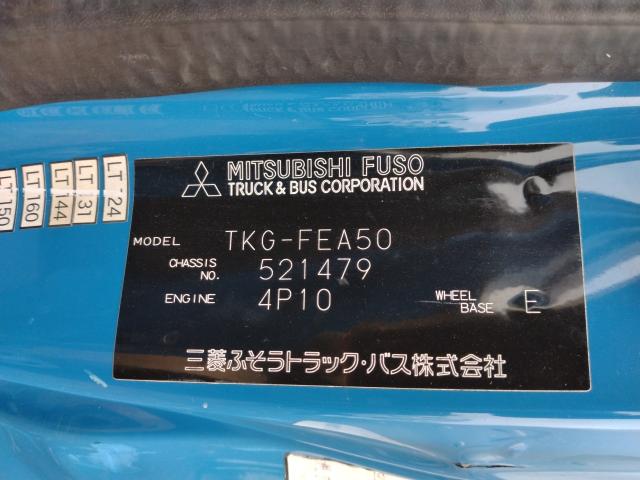 MITSUBISHI FUSO
TRUCK & BUS CORPORATION
MODEL TKG-FEA50
CHASSIS NO. 521479
ENGINE 4P10 WHEEL BASE E
三菱ふそうトラック・バス株式会社
LT 150
LT 160
LT 144
LT 131
LT 124